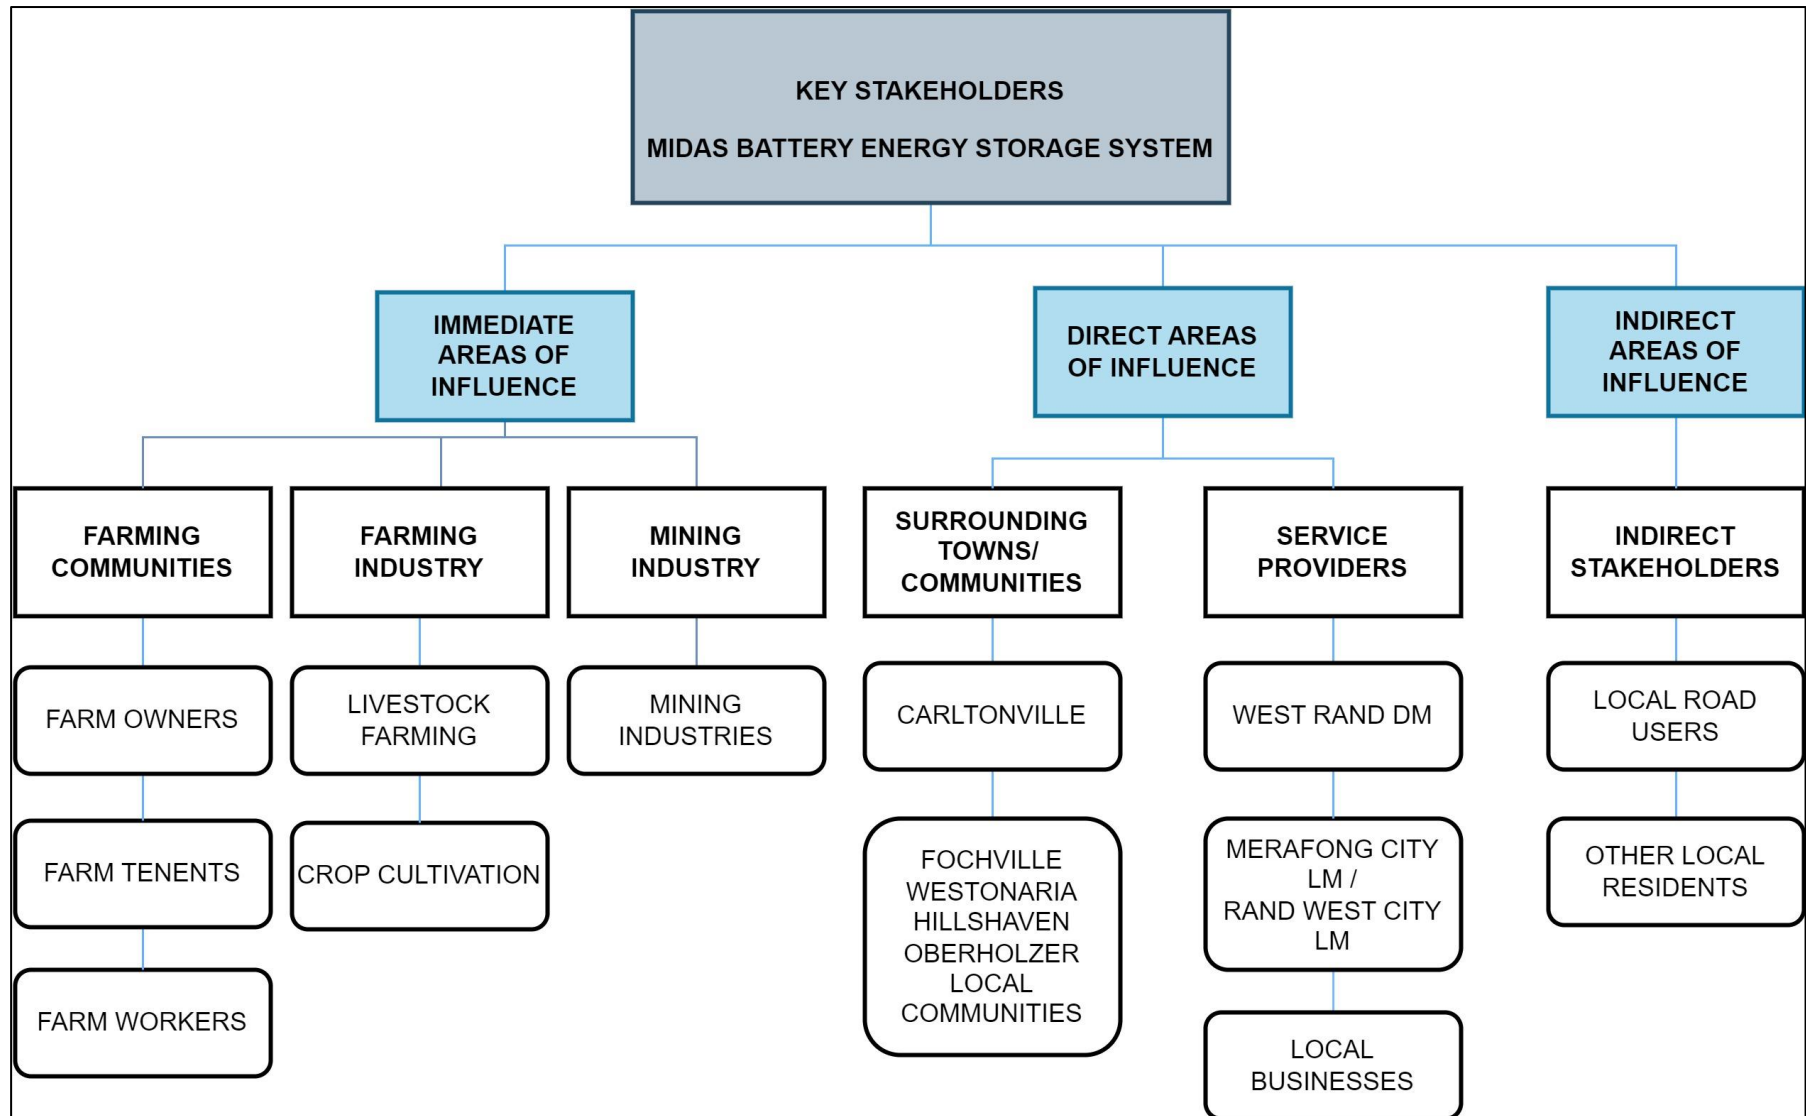 KEY STAKEHOLDERS
MIDAS BATTERY ENERGY STORAGE SYSTEM
IMMEDIATE
AREAS OF
INFLUENCE
DIRECT AREAS
OF INFLUENCE
INDIRECT
AREAS OF
INFLUENCE
FARMING
COMMUNITIES
FARMING
INDUSTRY
MINING
INDUSTRY
SURROUNDING
TOWNS/
COMMUNITIES
SERVICE
PROVIDERS
INDIRECT
STAKEHOLDERS
FARM OWNERS
LIVESTOCK
FARMING
MINING
INDUSTRIES
CARLTONVILLE
WEST RAND DM
LOCAL ROAD
USERS
FARM TENENTS
CROP CULTIVATION
FOCHVILLE
WESTONARIA
HILLSHAVEN
OBERHOLZER
LOCAL
COMMUNITIES
MERAFONG CITY
LM /
RAND WEST CITY
LM
OTHER LOCAL
RESIDENTS
FARM WORKERS
LOCAL
BUSINESSES